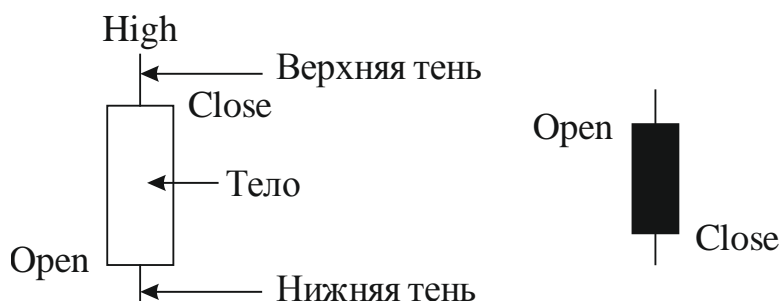 High
Верхняя тень
Close
Тело
Open
Нижняя тень
Open
Close